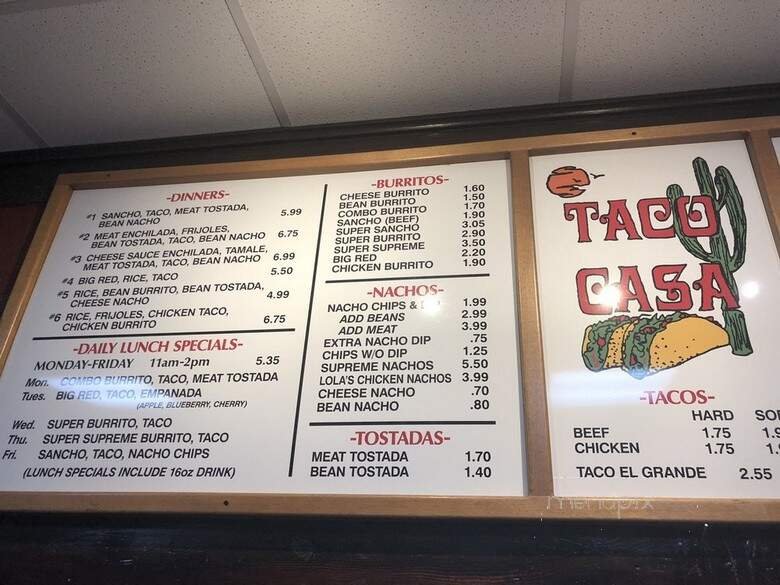 -DINNERS-
#1 SANCHO, TACO, MEAT TOSTADA, BEAN NACHO 5.99
#2 MEAT ENCHILADA, FRIJOLES, BEAN TOSTADA, TACO, BEAN NACHO 6.75
#3 CHEESE SAUCE ENCHILADA, TAMALE, MEAT TOSTADA, TACO, BEAN NACHO 6.99
#4 BIG RED, RICE, TACO 5.50
#5 RICE, BEAN BURRITO, BEAN TOSTADA, CHEESE NACHO 4.99
#6 RICE, FRIJOLES, CHICKEN TACO, CHICKEN BURRITO 6.75
-DAILY LUNCH SPECIALS-
MONDAY-FRIDAY 11am-2pm 5.35
Mon. COMBO BURRITO, TACO, MEAT TOSTADA
Tues. BIG RED, TACO, EMPANADA
(APPLE, BLUEBERRY, CHERRY)
Wed. SUPER BURRITO, TACO
Thu. SUPER SUPREME BURRITO, TACO
Fri. SANCHO, TACO, NACHO CHIPS
(LUNCH SPECIALS INCLUDE 16oz DRINK)
-BURRITOS-
CHEESE BURRITO 1.60
BEAN BURRITO 1.50
COMBO BURRITO 1.70
SANCHO (BEEF) 1.90
SUPER SANCHO 3.05
SUPER BURRITO 2.90
SUPER SUPREME 3.50
BIG RED 2.20
CHICKEN BURRITO 1.90
-NACHOS-
NACHO CHIPS & 1.99
ADD BEANS 2.99
ADD MEAT 3.99
EXTRA NACHO DIP .75
CHIPS W/O DIP 1.25
SUPREME NACHOS 5.50
LOLA'S CHICKEN NACHOS 3.99
CHEESE NACHO .70
BEAN NACHO .80
-TOSTADAS-
MEAT TOSTADA 1.70
BEAN TOSTADA 1.40
TACO
CASA
-TACOS-
HARD
BEEF 1.75
CHICKEN 1.75
TACO EL GRANDE 2.55
menupix